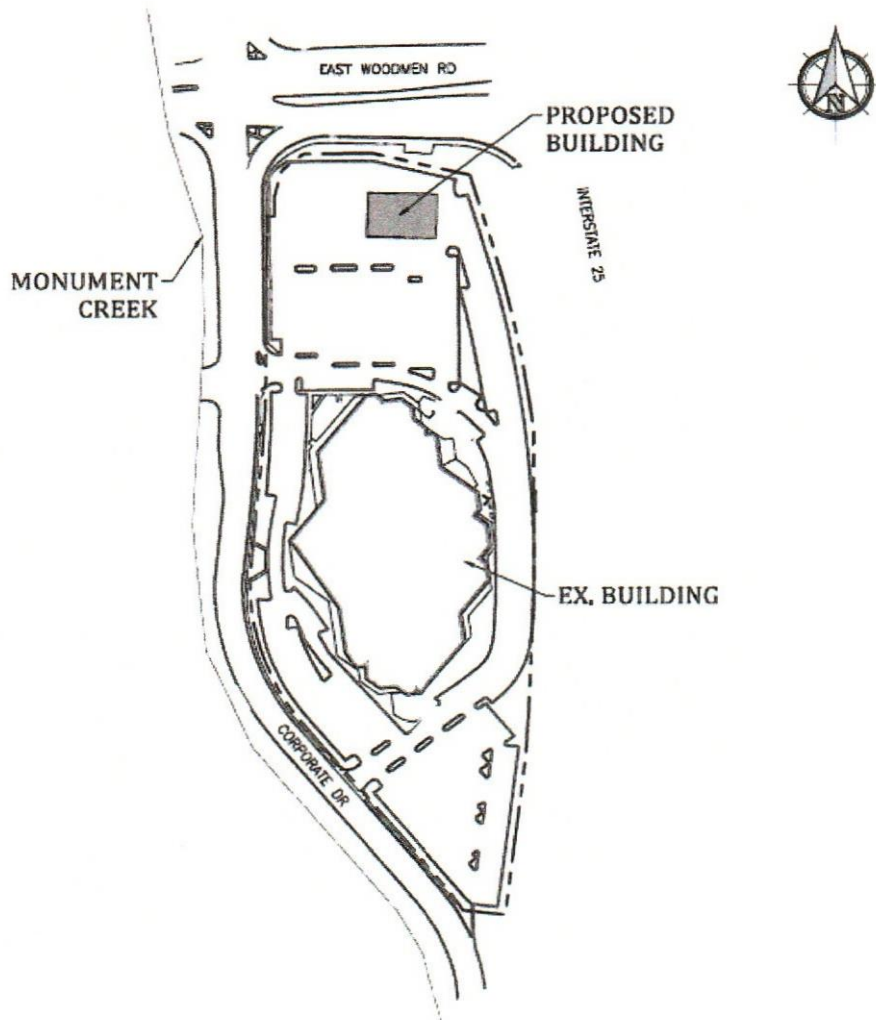 EAST WOODMEN RD
N
PROPOSED
BUILDING
INTERSTATE 25
MONUMENT
CREEK
EX. BUILDING
CORPORATE DR